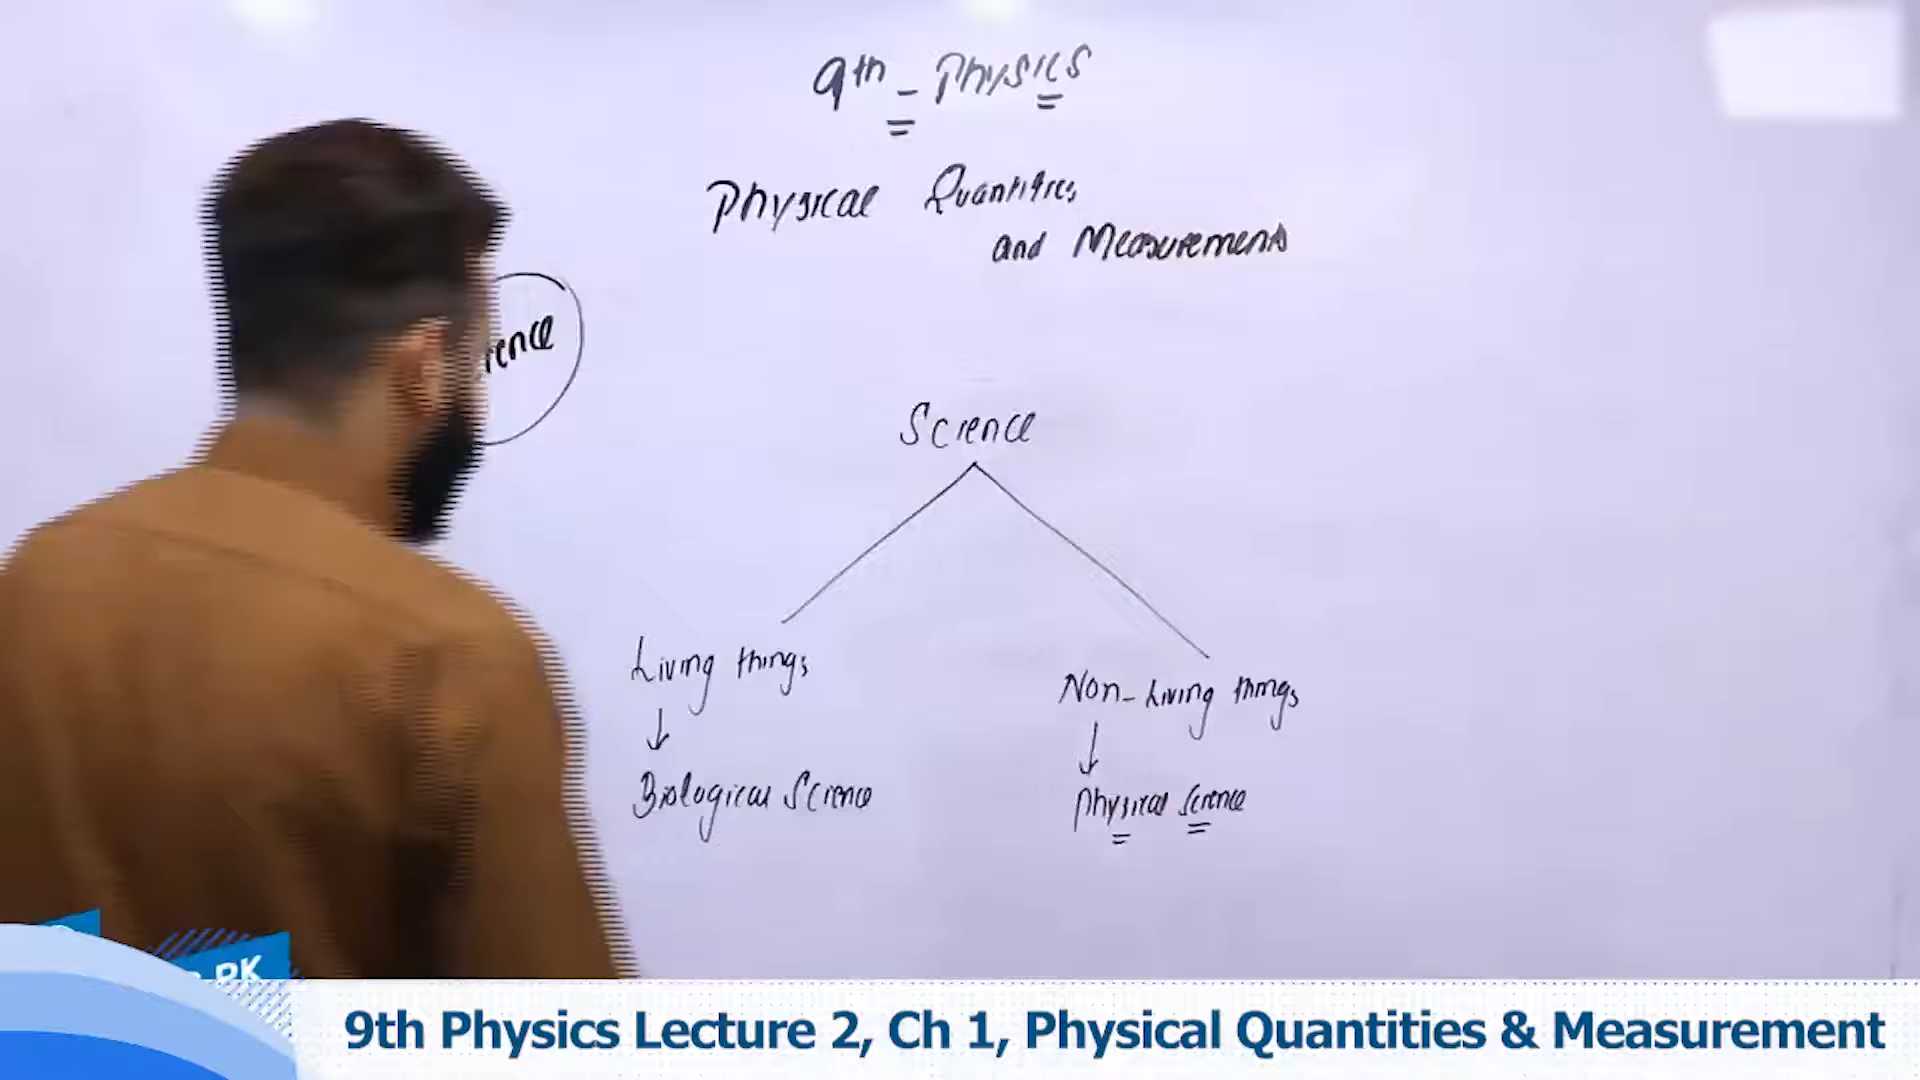 9th - Physics
Physical Quantities
and Measurements
Science
Living things
Non-Living things
Biological Science
Physical Science
PK
9th Physics Lecture 2, Ch 1, Physical Quantities & Measurement